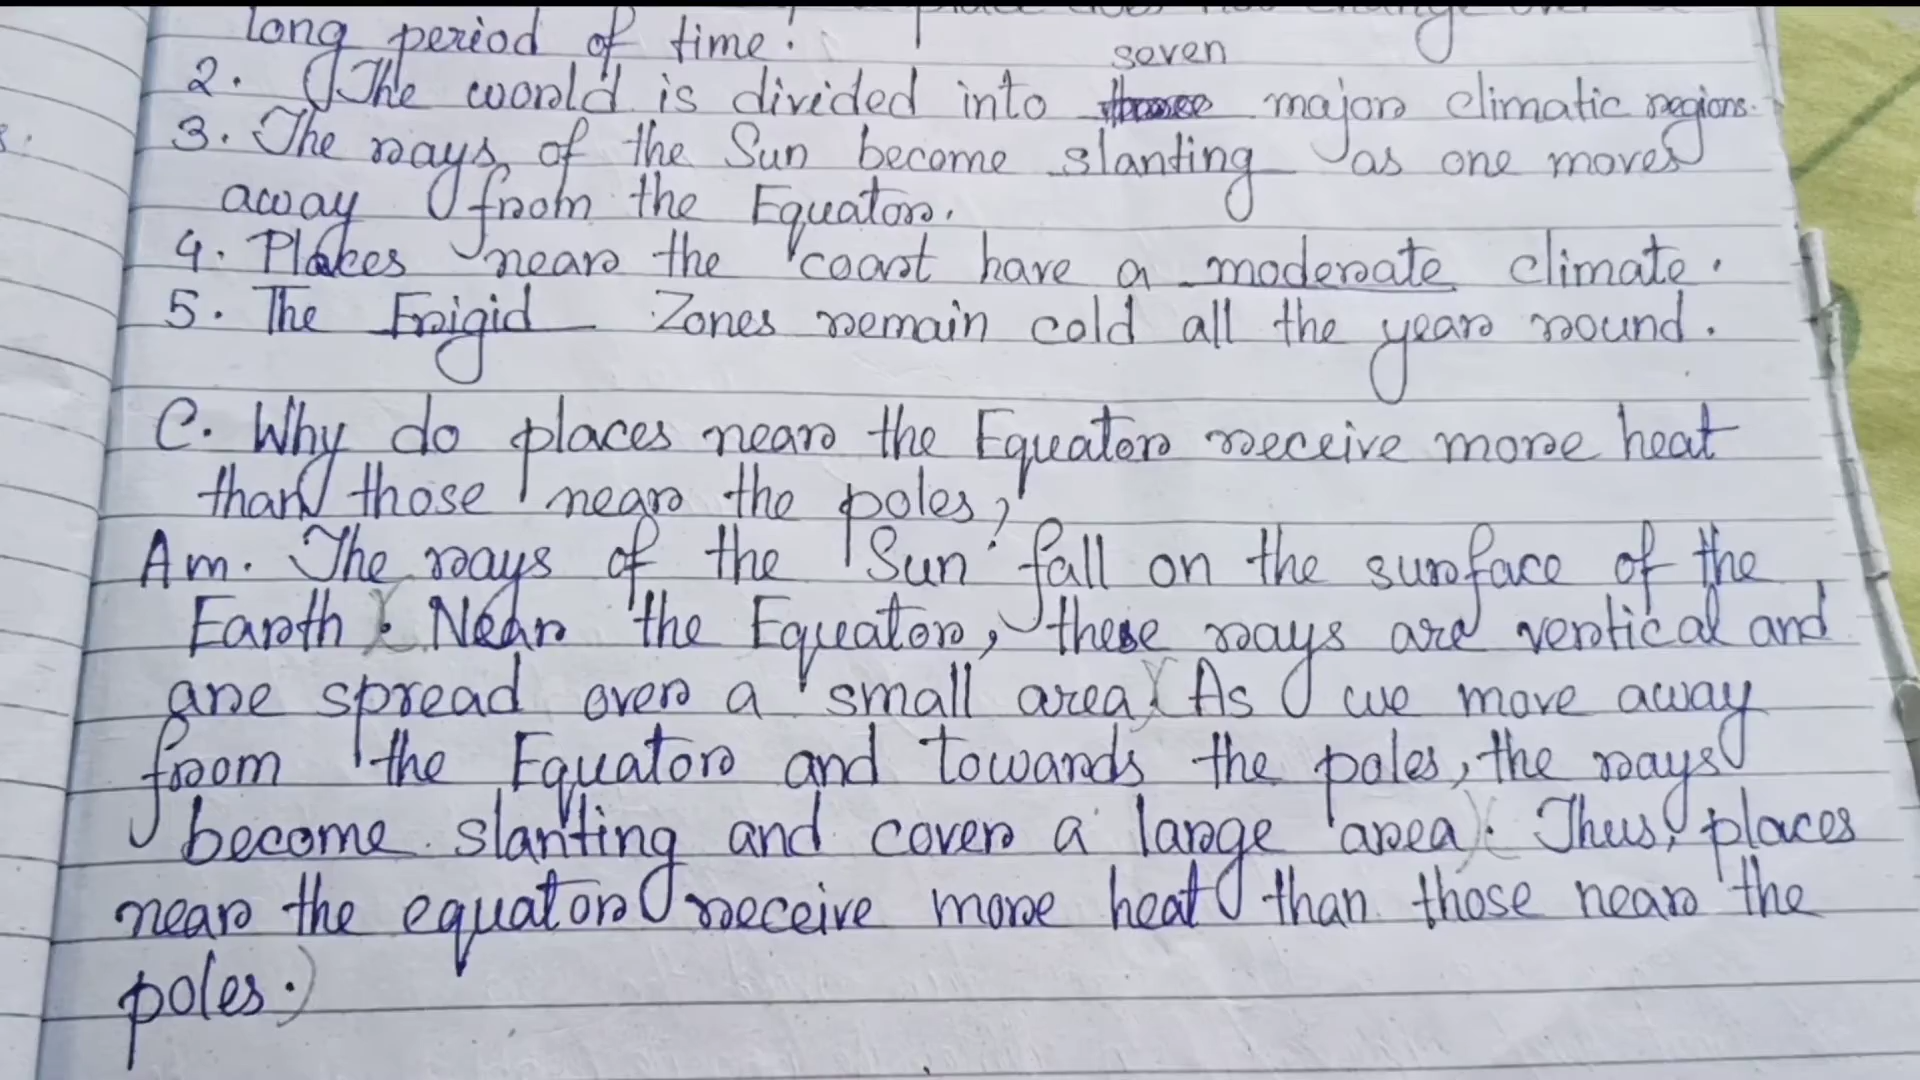 place does not change over a
long period of time.
seven
2. The world is divided into major climatic regions.
3. The rays of the Sun become slanting as one moves
away from the Equator.
4. Places near the coast have a moderate climate.
5. The Frigid Zones remain cold all the year round.
C. Why do places near the Equator receive more heat
than those near the poles?
Ans. The rays of the Sun fall on the surface of the
Earth. Near the Equator, these rays are vertical and
are spread over a small area. As we move away
from the Equator and towards the poles, the rays
become slanting and cover a large area. Thus, places
near the equator receive more heat than those near the
poles.)